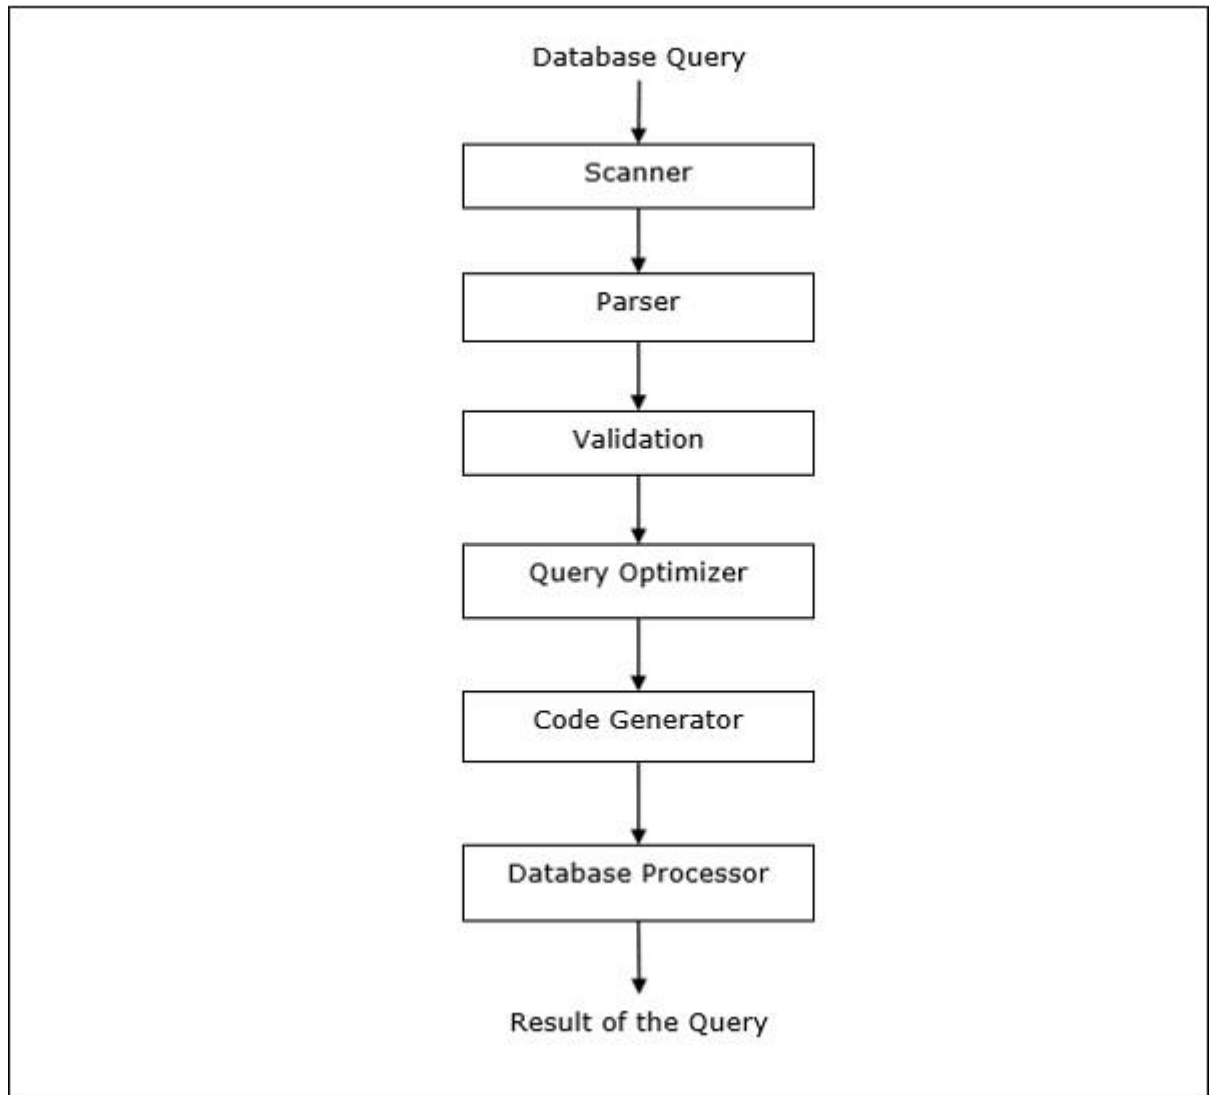 Database Query
Scanner
Parser
Validation
Query Optimizer
Code Generator
Database Processor
Result of the Query